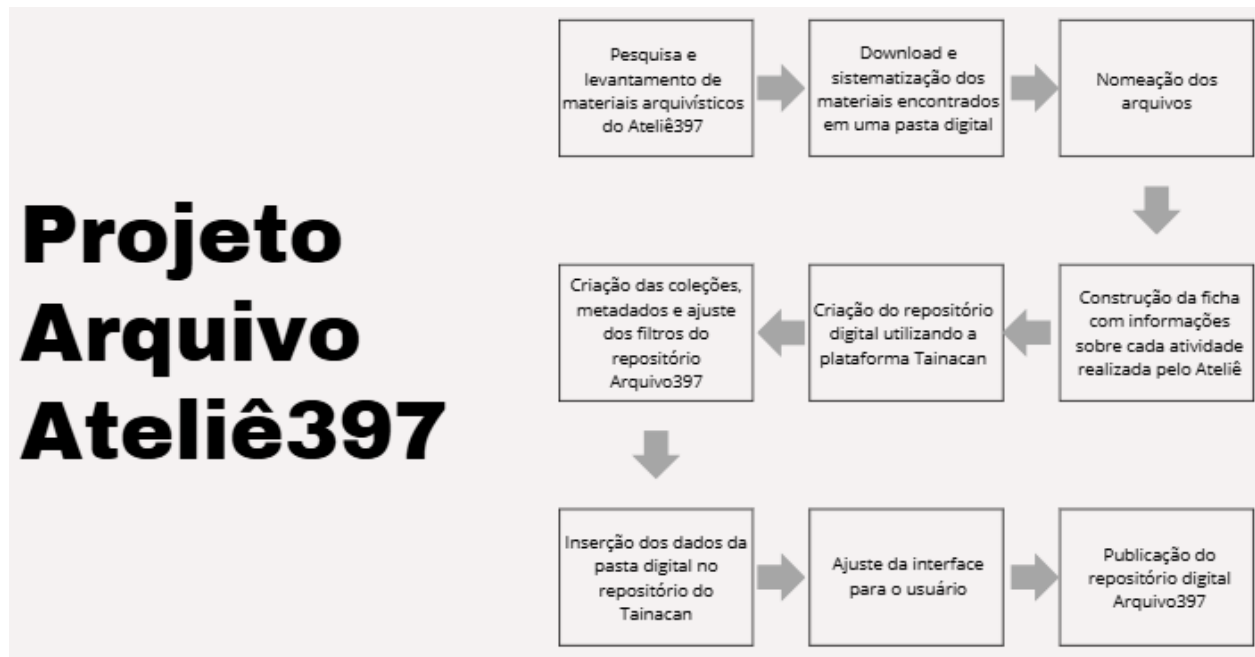 Projeto
Arquivo
Ateliê397
Pesquisa e
levantamento de
materiais arquivísticos
do Ateliê397
Download e
sistematização dos
materiais encontrados
em uma pasta digital
Nomeação dos
arquivos
Construção da ficha
com informações
sobre cada atividade
realizada pelo Ateliê
Criação do repositório
digital utilizando a
plataforma Tainacan
Criação das coleções,
metadados e ajuste
dos filtros do
repositório
Arquivo397
Inserção dos dados da
pasta digital no
repositório do
Tainacan
Ajuste da interface
para o usuário
Publicação do
repositório digital
Arquivo397